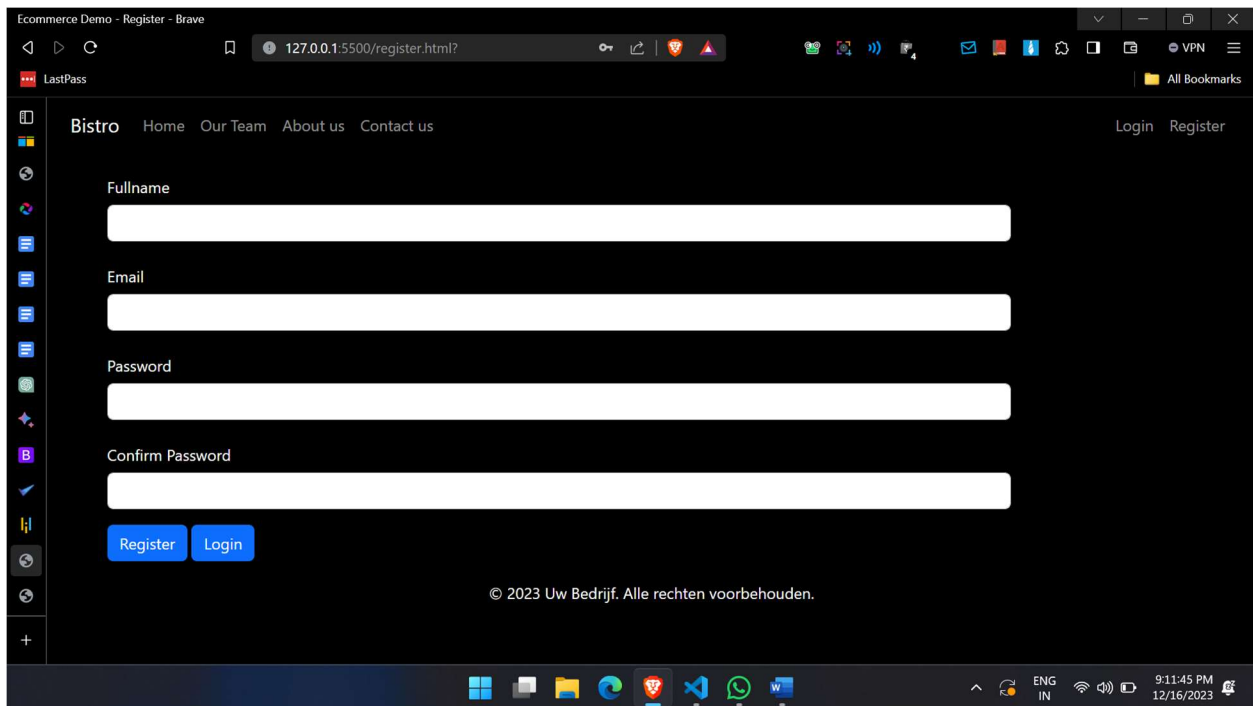 Ecommerce Demo - Register - Brave
127.0.0.1:5500/register.html?
4
VPN
LastPass
All Bookmarks
Bistro Home Our Team About us Contact us Login Register
Fullname
Email
Password
Confirm Password
Register Login
© 2023 Uw Bedrijf. Alle rechten voorbehouden.
ENG
IN
9:11:45 PM
12/16/2023